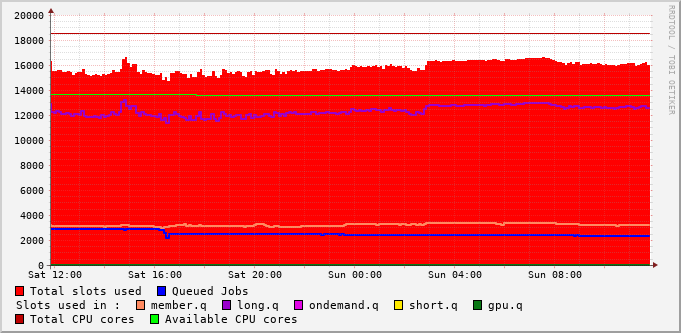 20000
18000
16000
14000
12000
10000
8000
6000
4000
2000
0
Sat 12:00 Sat 16:00 Sat 20:00 Sun 00:00 Sun 04:00 Sun 08:00
Total slots used Queued Jobs
Slots used in : member.q long.q ondemand.q short.q gpu.q
Total CPU cores Available CPU cores
RRDTOOL / TOBI OETIKER